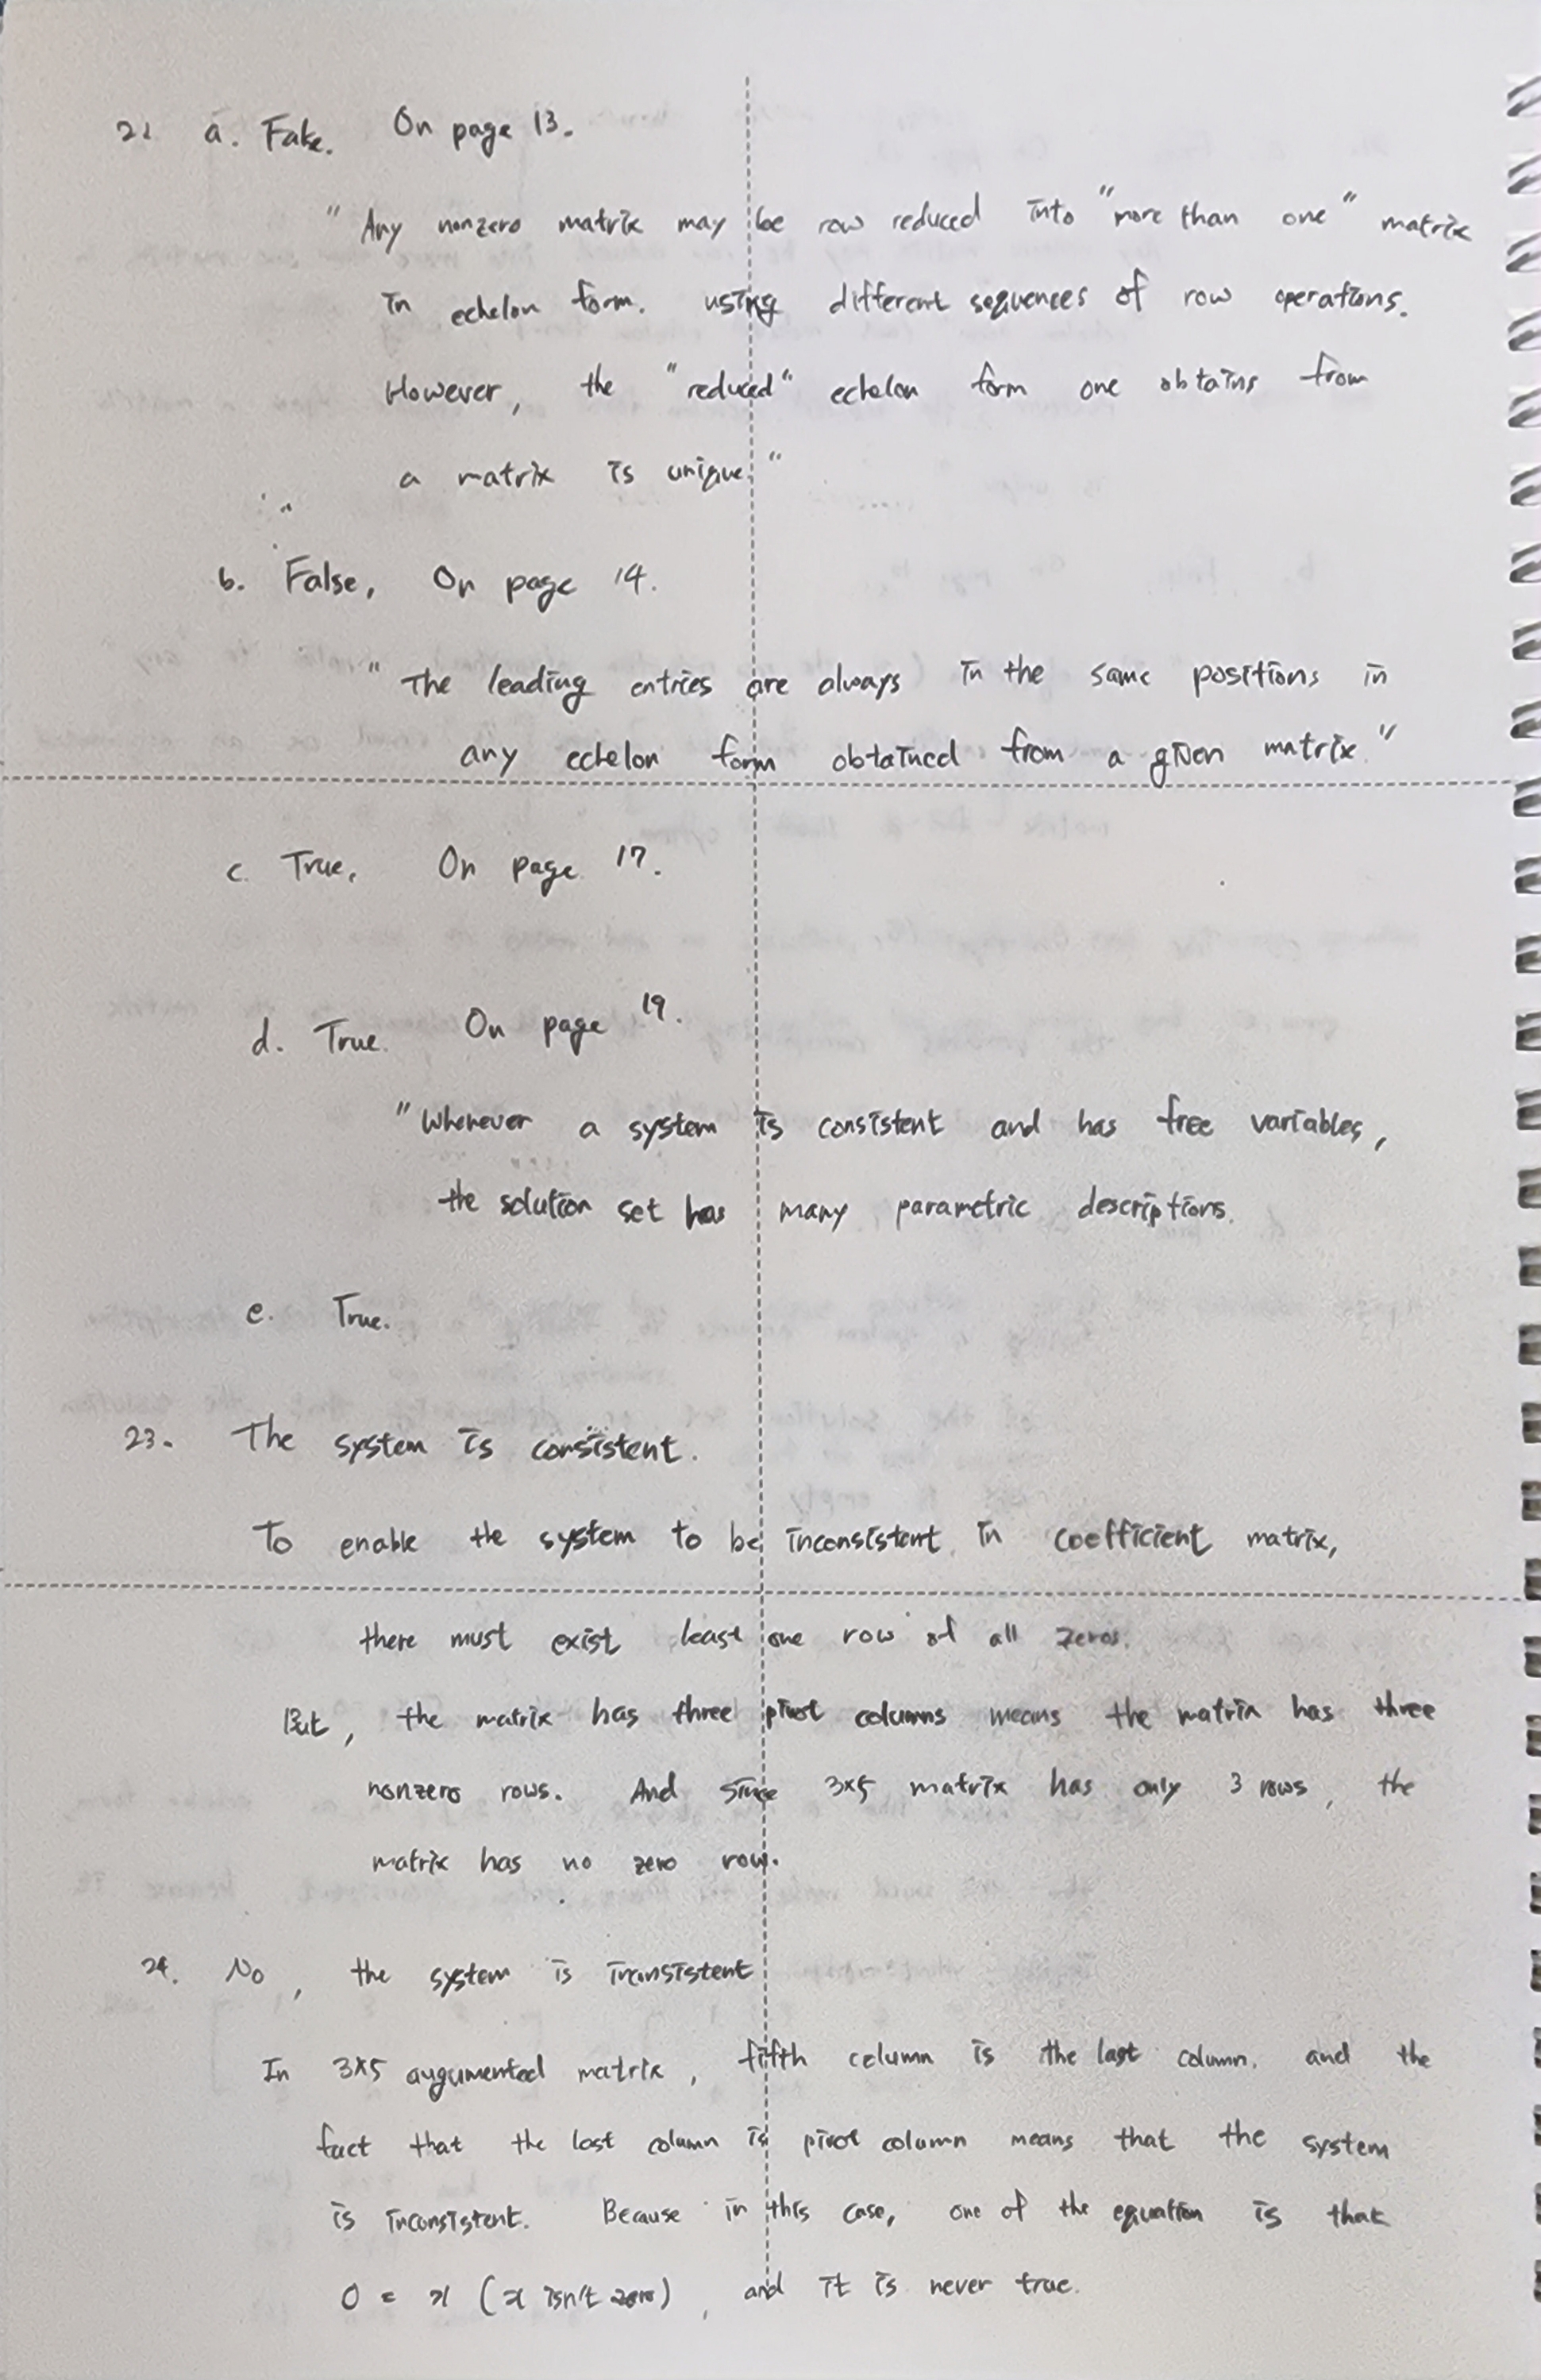 22 a. False. On page 13.
" Any nonzero matrix may be row reduced into "more than one" matrix
in echelon form. using different sequences of row operations.
However, the "reduced" echelon form one obtains from
a matrix is unique."
b. False, On page 14.
" The leading entries are always in the same positions in
any echelon form obtained from a given matrix."
c. True, On page 17.
d. True. On page 19.
"Whenever a system is consistent and has free variables,
the solution set has many parametric descriptions.
e. True.
23. The system is consistent.
To enable the system to be inconsistent in coefficient matrix,
there must exist least one row of all zeros.
But, the matrix has three pivot columns means the matrix has three
nonzero rows. And since 3×5 matrix has only 3 rows, the
matrix has no zero row.
24. No, the system is inconsistent
In 3×5 augumented matrix, fifth column is the last column. and the
fact that the last column is pivot column means that the system
is inconsistent. Because in this case, one of the equation is that
0 = x (x isn't zero), and it is never true.